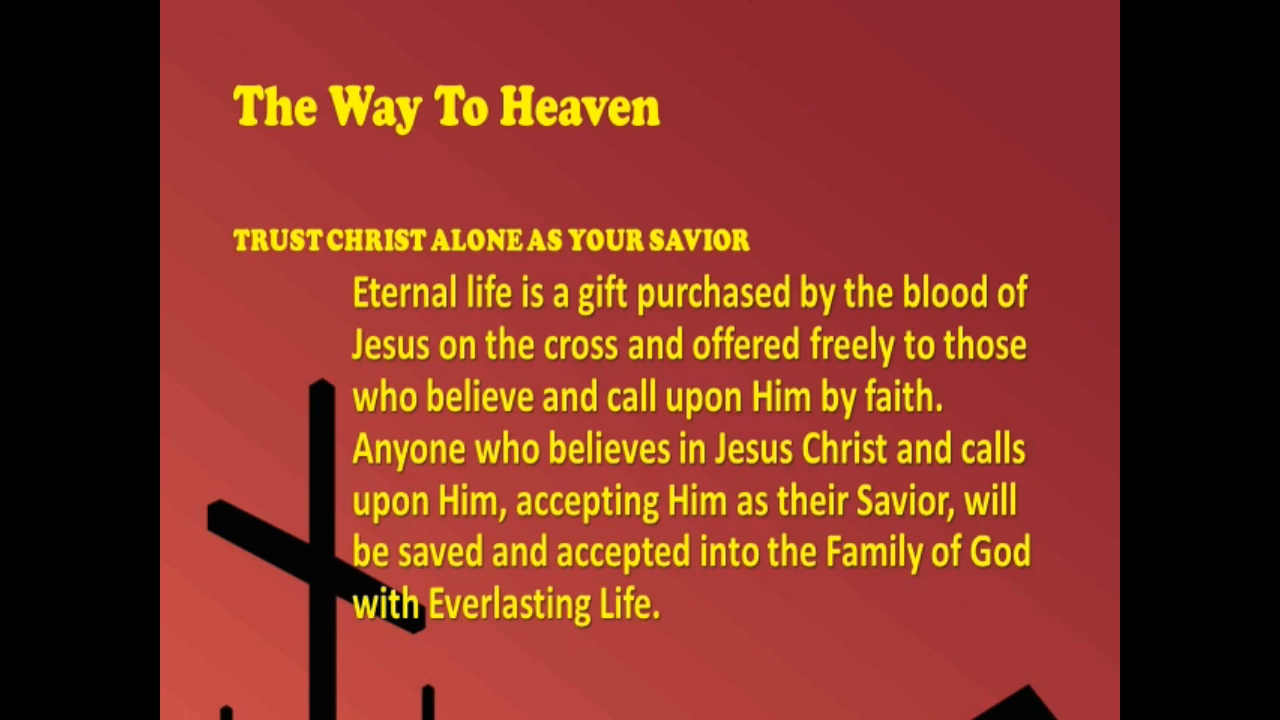 The Way To Heaven
TRUST CHRIST ALONE AS YOUR SAVIOR
Eternal life is a gift purchased by the blood of
Jesus on the cross and offered freely to those
who believe and call upon Him by faith.
Anyone who believes in Jesus Christ and calls
upon Him, accepting Him as their Savior, will
be saved and accepted into the Family of God
with Everlasting Life.